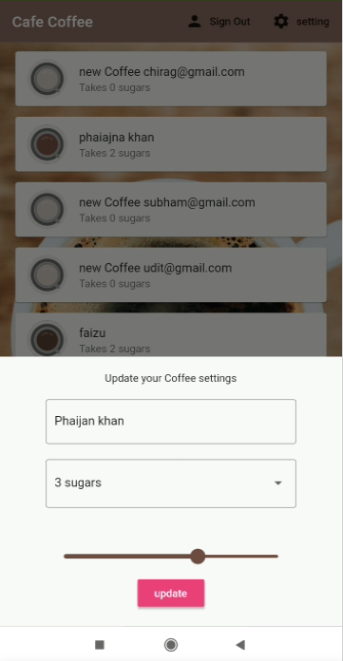 Cafe Coffee
Sign Out
setting
new Coffee chirag@gmail.com
Takes 0 sugars
phaiajna khan
Takes 2 sugars
new Coffee subham@gmail.com
Takes 0 sugars
new Coffee udit@gmail.com
Takes 0 sugars
faizu
Takes 2 sugars
Update your Coffee settings
Phaijan khan
3 sugars
update